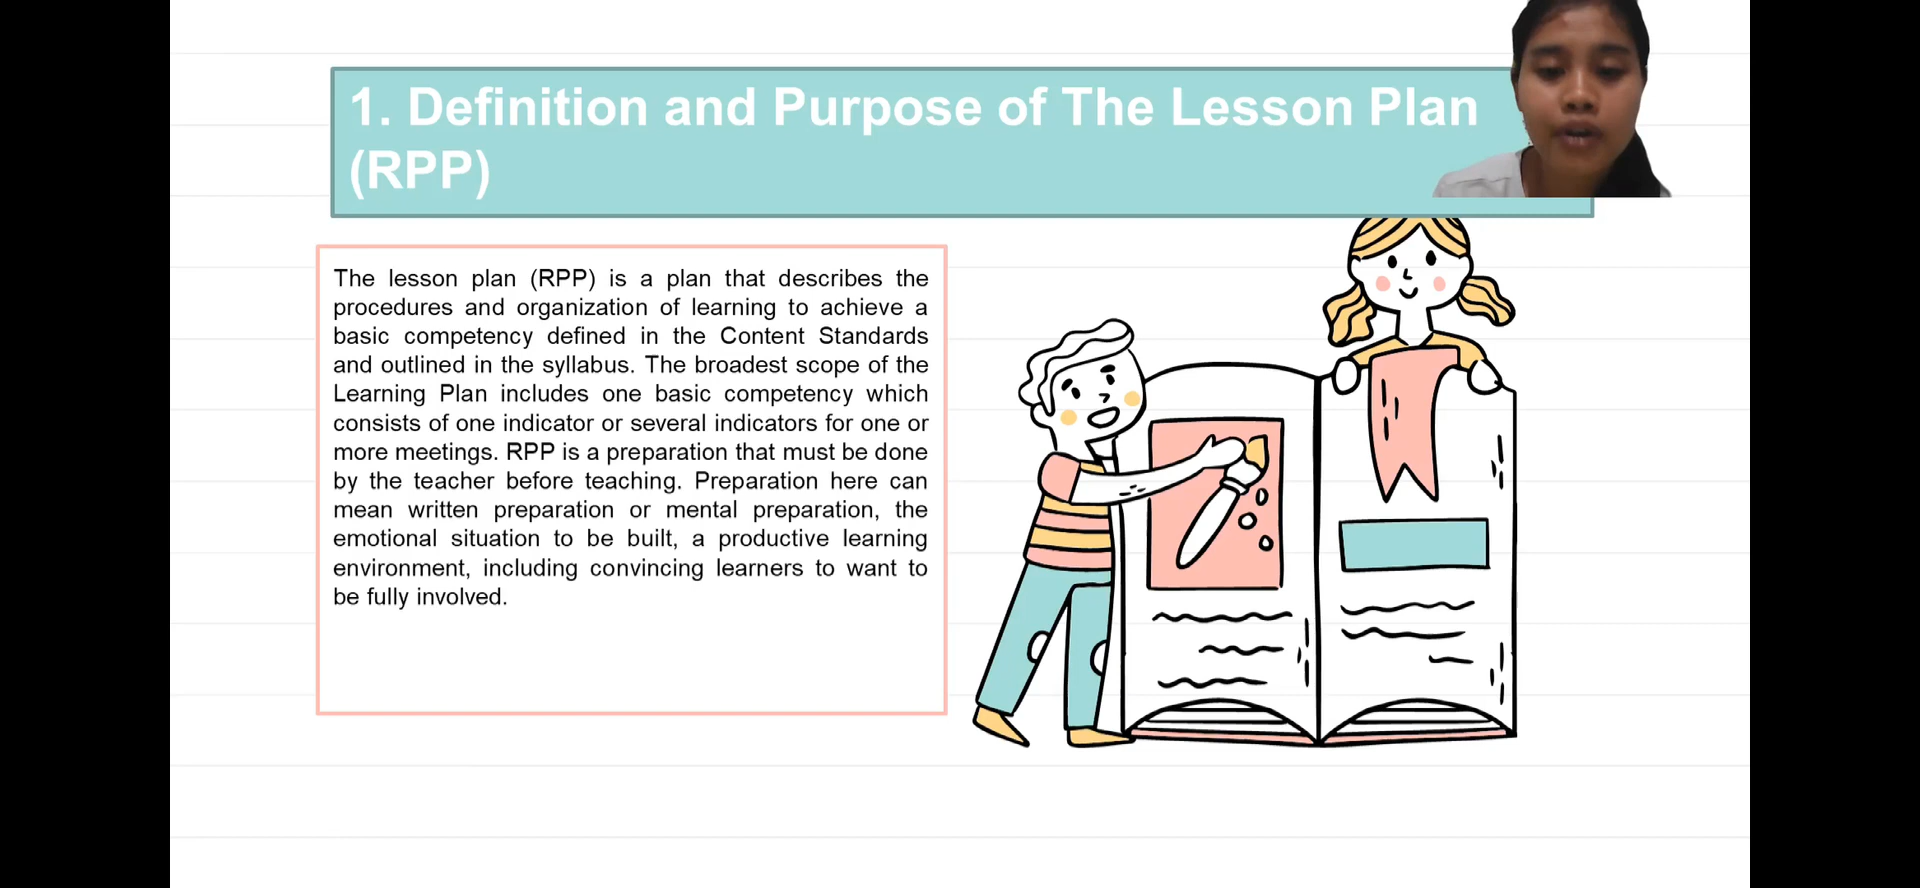 1. Definition and Purpose of The Lesson Plan
(RPP)
The lesson plan (RPP) is a plan that describes the
procedures and organization of learning to achieve a
basic competency defined in the Content Standards
and outlined in the syllabus. The broadest scope of the
Learning Plan includes one basic competency which
consists of one indicator or several indicators for one or
more meetings. RPP is a preparation that must be done
by the teacher before teaching. Preparation here can
mean written preparation or mental preparation, the
emotional situation to be built, a productive learning
environment, including convincing learners to want to
be fully involved.